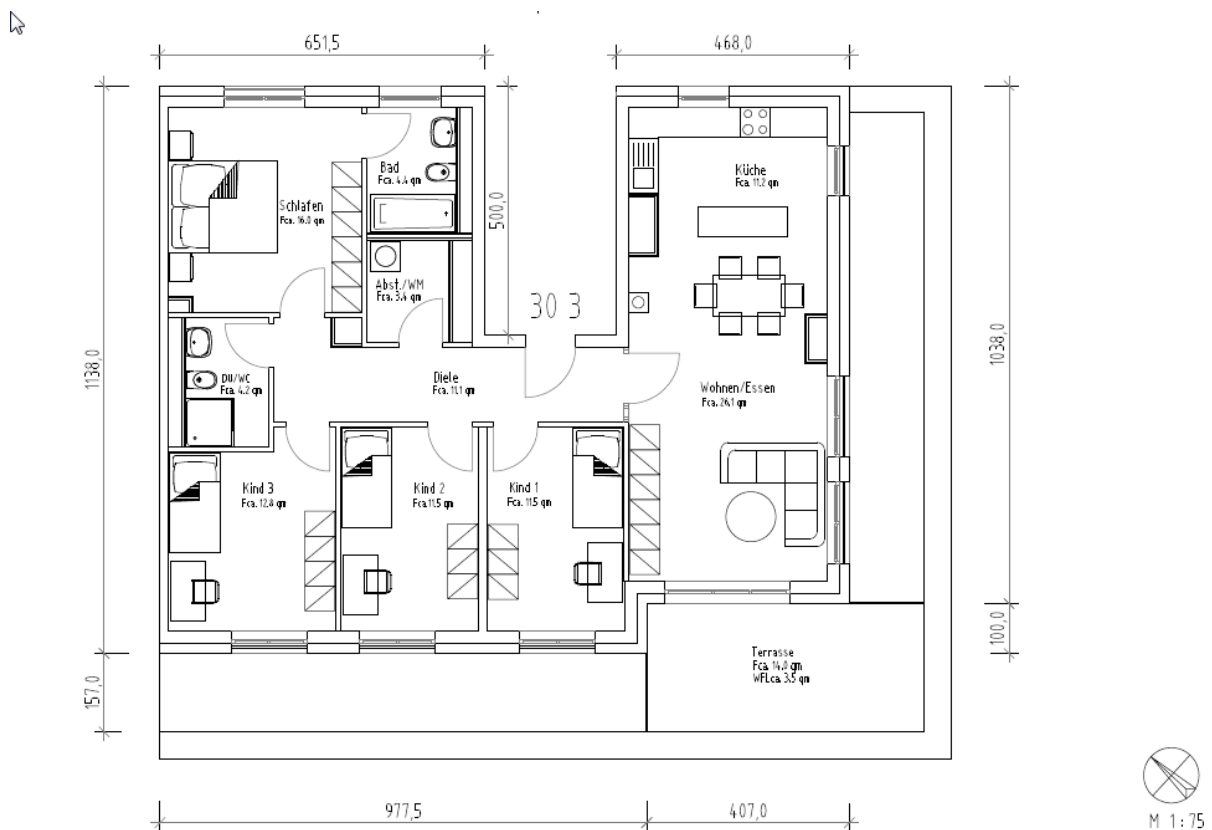 651,5
468,0
Bad
Fca. 4.4 qm
Küche
Fca. 11.2 qm
Schlafen
Fca. 16.0 qm
500,0
Abst./WM
Fca. 3.4 qm
30 3
1138,0
1038,0
DU/WC
Fca. 4.2 qm
Diele
Fca. 11.1 qm
Wohnen/Essen
Fca. 26.1 qm
Kind 3
Fca. 12.8 qm
Kind 2
Fca. 11.5 qm
Kind 1
Fca. 11.5 qm
100,0
157,0
Terrasse
Fca. 14.0 qm
WFl.ca. 3.5 qm
977,5
407,0
M 1:75